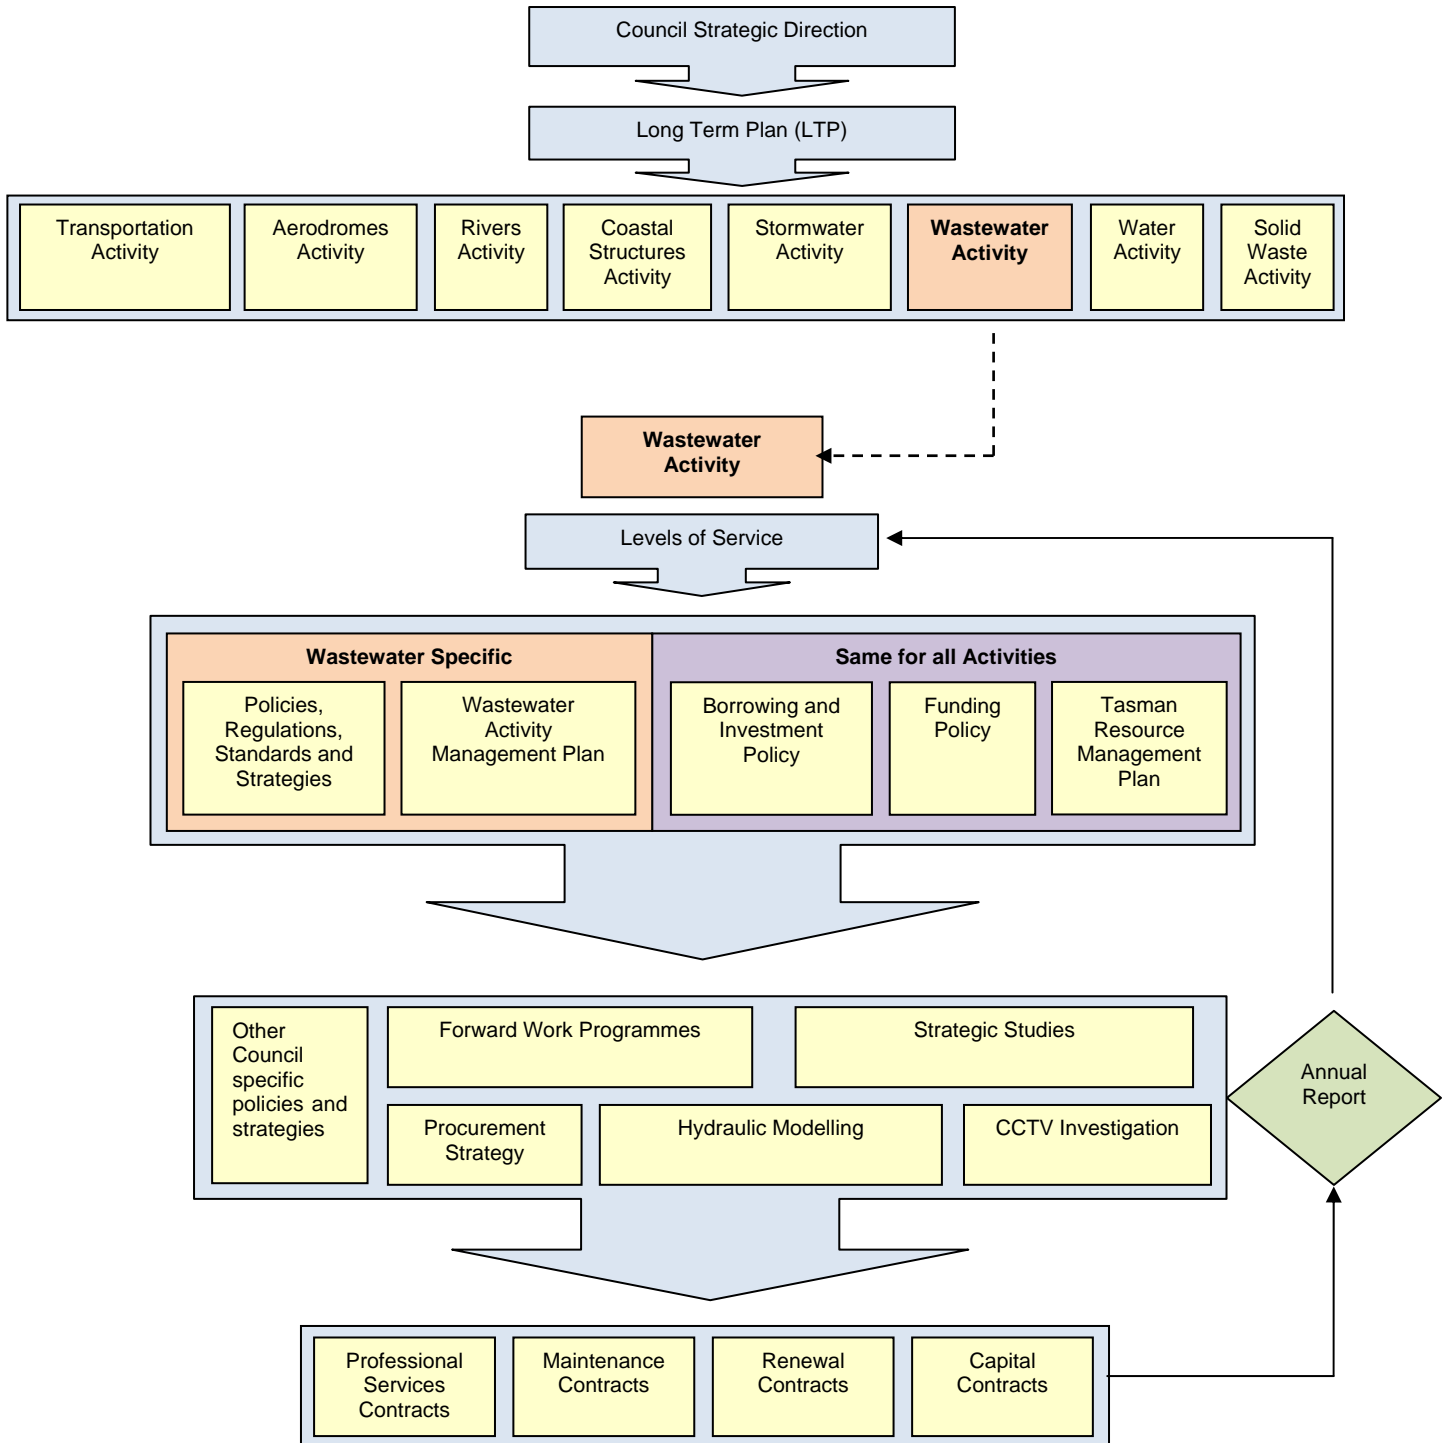 Council Strategic Direction
Long Term Plan (LTP)
Transportation
Activity
Aerodromes
Activity
Rivers
Activity
Coastal
Structures
Activity
Stormwater
Activity
Wastewater
Activity
Water
Activity
Solid
Waste
Activity
Wastewater
Activity
Levels of Service
Wastewater Specific
Policies,
Regulations,
Standards and
Strategies
Wastewater
Activity
Management Plan
Same for all Activities
Borrowing and
Investment
Policy
Funding
Policy
Tasman
Resource
Management
Plan
Other
Council
specific
policies and
strategies
Forward Work Programmes
Strategic Studies
Procurement
Strategy
Hydraulic Modelling
CCTV Investigation
Annual
Report
Professional
Services
Contracts
Maintenance
Contracts
Renewal
Contracts
Capital
Contracts